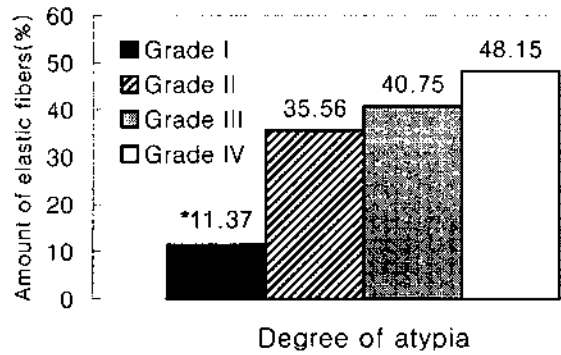 Amount of elastic fibers(%)
60
50
40
30
20
10
0
Grade I
Grade II
Grade III
Grade IV
*11.37
35.56
40.75
48.15
Degree of atypia